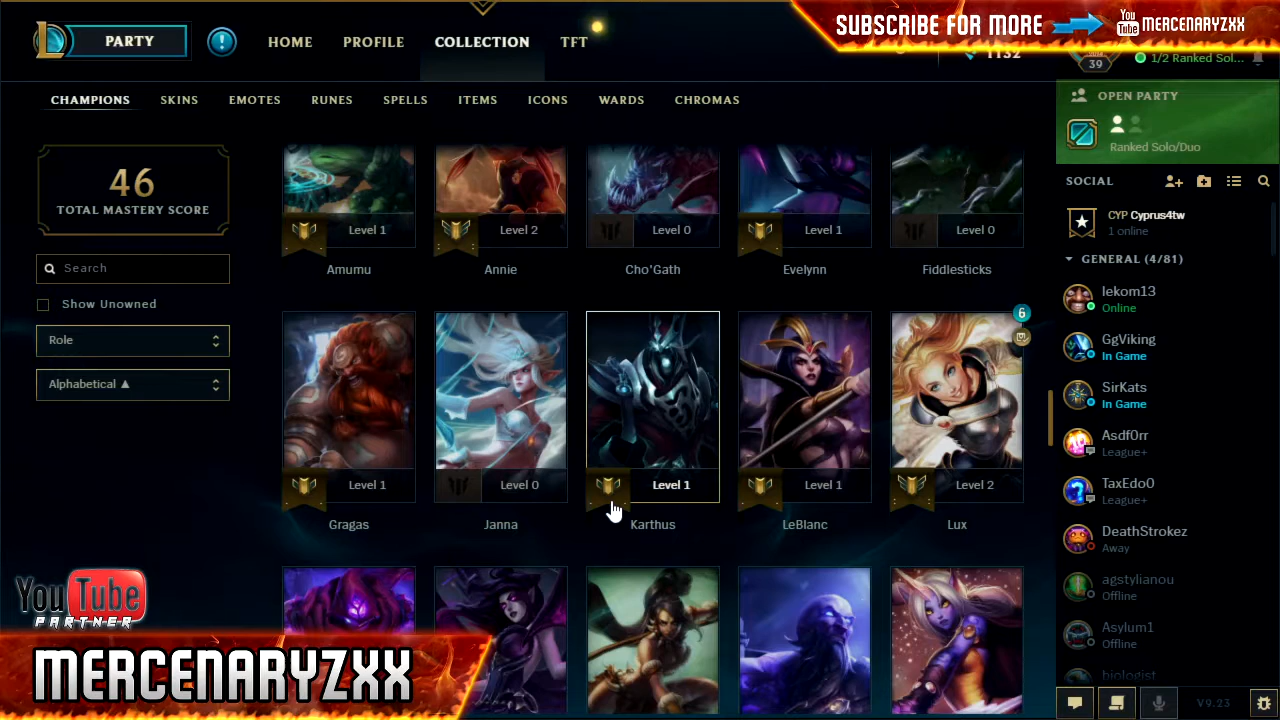 PARTY
HOME
PROFILE
COLLECTION
TFT
SUBSCRIBE FOR MORE
You
Tube
MERCENARYZXX
39
1/2 Ranked Sol...
CHAMPIONS
SKINS
EMOTES
RUNES
SPELLS
ITEMS
ICONS
WARDS
CHROMAS
OPEN PARTY
Ranked Solo/Duo
46
TOTAL MASTERY SCORE
Search
Show Unowned
Role
Alphabetical ▲
Level 1
Level 2
Level 0
Level 1
Level 0
Amumu
Annie
Cho'Gath
Evelynn
Fiddlesticks
6
Level 1
Level 0
Level 1
Level 1
Level 2
Gragas
Janna
Karthus
LeBlanc
Lux
SOCIAL
CYP Cyprus4tw
1 online
GENERAL (4/81)
lekom13
Online
GgViking
In Game
SirKats
In Game
Asdf0rr
League+
TaxEdo0
League+
DeathStrokez
Away
agstylianou
Offline
Asylum1
Offline
biologist
V9.23
YouTube
PARTNER
MERCENARYZXX